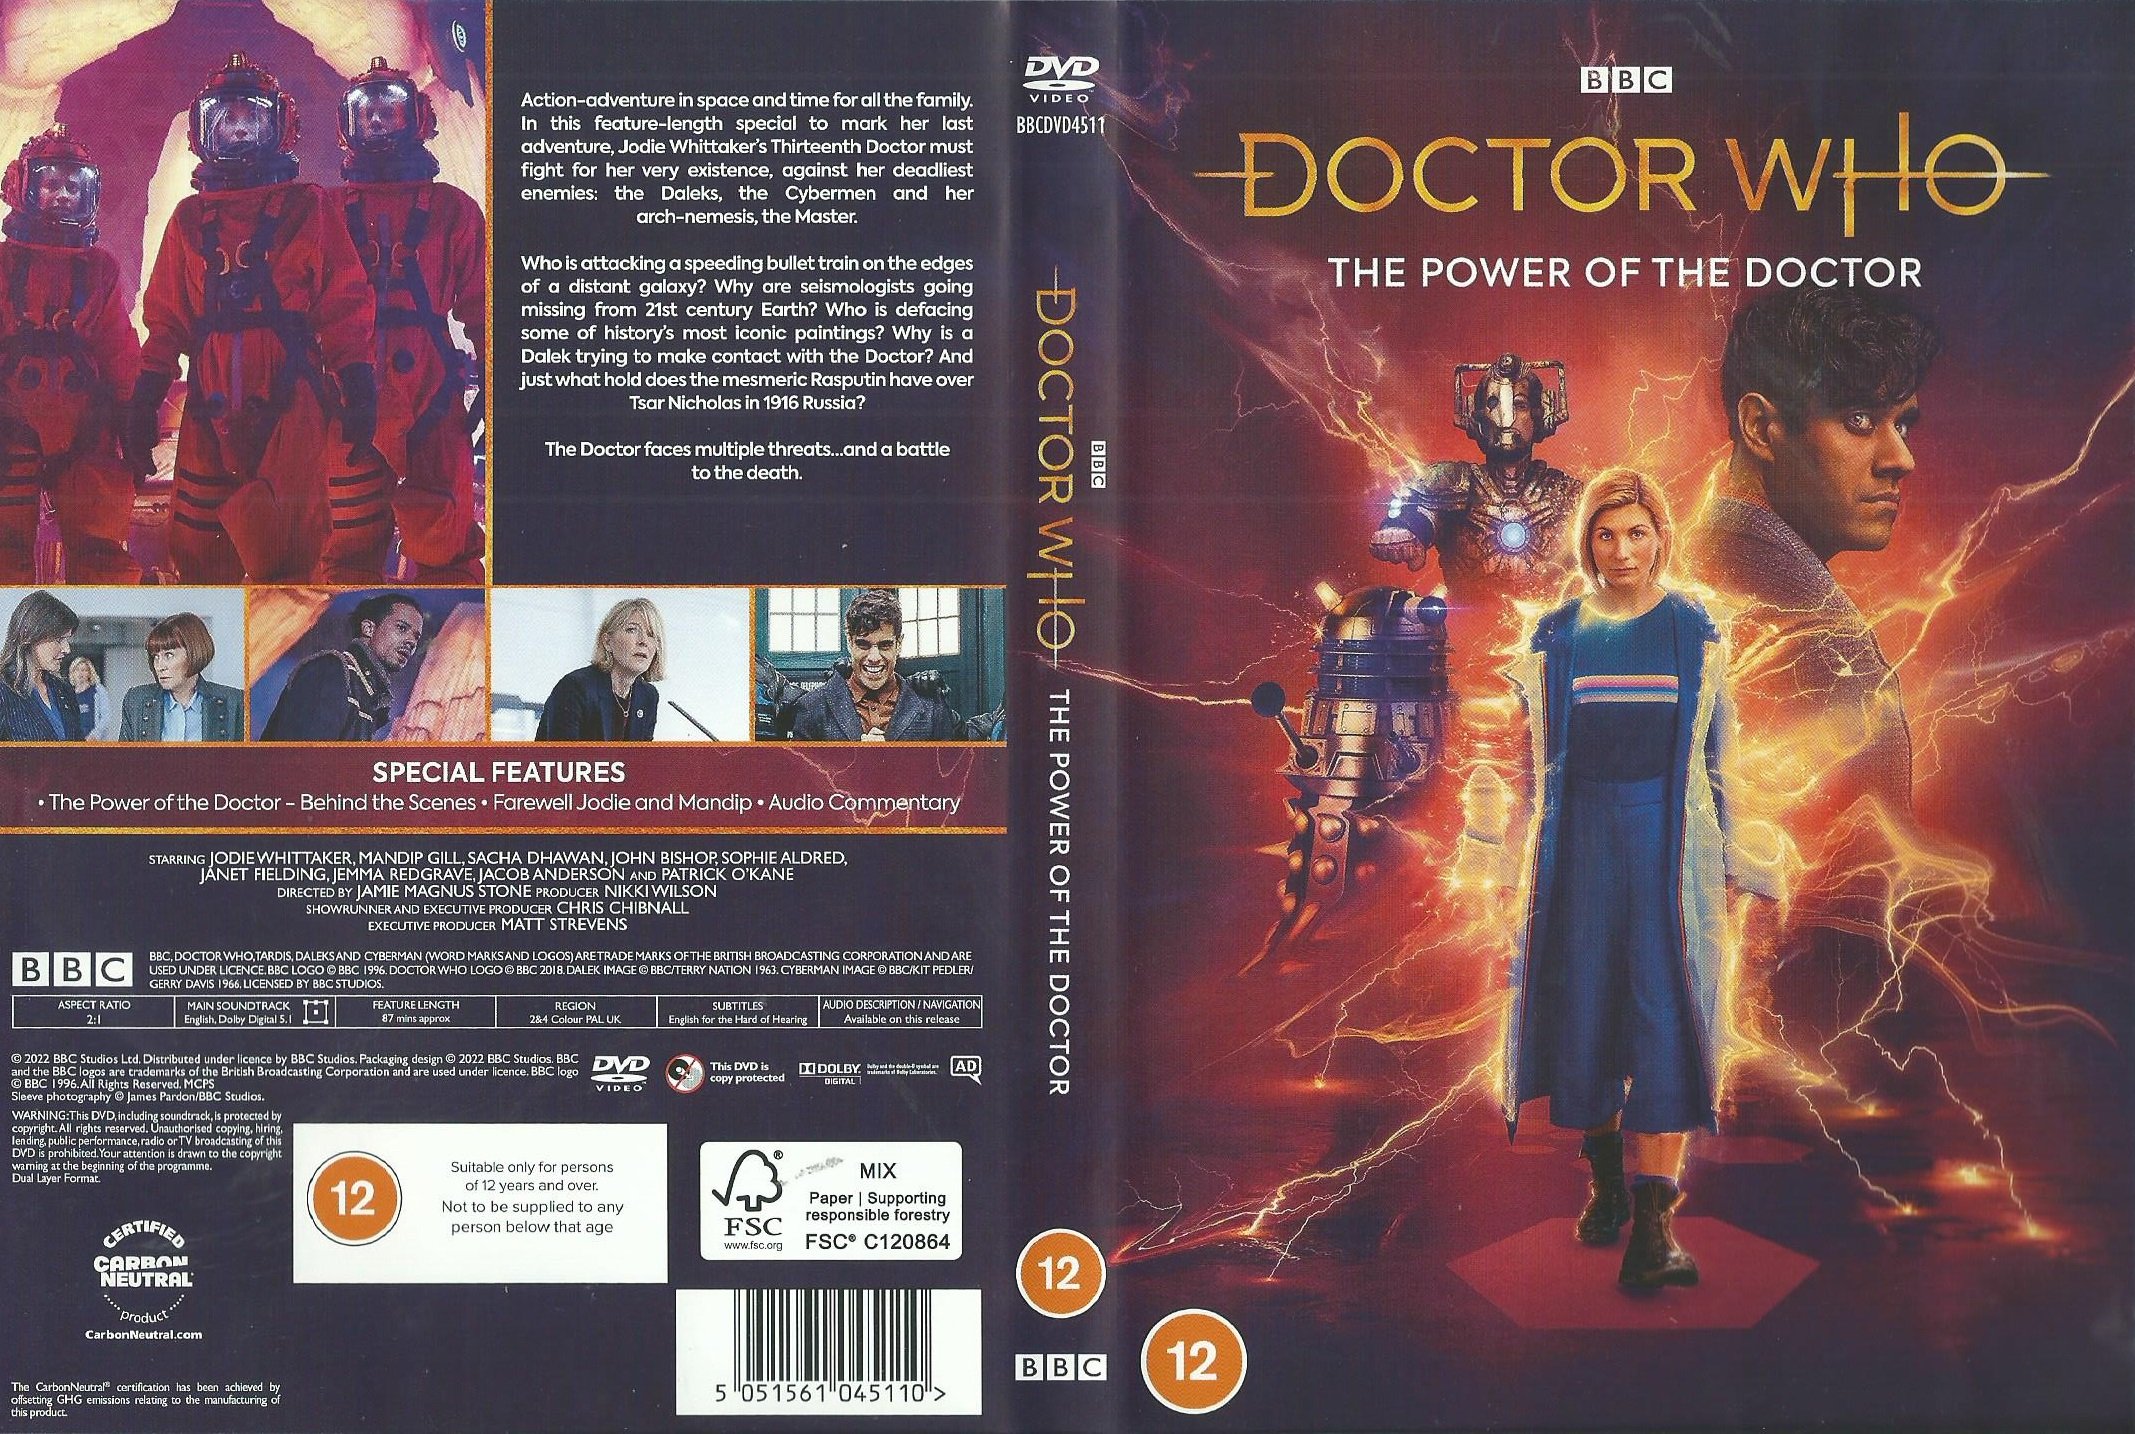 Action-adventure in space and time for all the family.
In this feature-length special to mark her last
adventure, Jodie Whittaker's Thirteenth Doctor must
fight for her very existence, against her deadliest
enemies: the Daleks, the Cybermen and her
arch-nemesis, the Master.
Who is attacking a speeding bullet train on the edges
of a distant galaxy? Why are seismologists going
missing from 21st century Earth? Who is defacing
some of history's most iconic paintings? Why is a
Dalek trying to make contact with the Doctor? And
just what hold does the mesmeric Rasputin have over
Tsar Nicholas in 1916 Russia?
The Doctor faces multiple threats...and a battle
to the death.
SPECIAL FEATURES
• The Power of the Doctor – Behind the Scenes • Farewell Jodie and Mandip • Audio Commentary
STARRING JODIE WHITTAKER, MANDIP GILL, SACHA DHAWAN, JOHN BISHOP, SOPHIE ALDRED,
JANET FIELDING, JEMMA REDGRAVE, JACOB ANDERSON AND PATRICK O'KANE
DIRECTED BY JAMIE MAGNUS STONE PRODUCER NIKKI WILSON
SHOWRUNNER AND EXECUTIVE PRODUCER CHRIS CHIBNALL
EXECUTIVE PRODUCER MATT STREVENS
BBC
BBC, DOCTOR WHO, TARDIS, DALEKS AND CYBERMAN (WORD MARKS AND LOGOS) ARE TRADE MARKS OF THE BRITISH BROADCASTING CORPORATION AND ARE
USED UNDER LICENCE. BBC LOGO © BBC 1996. DOCTOR WHO LOGO © BBC 2018. DALEK IMAGE © BBC/TERRY NATION 1963. CYBERMAN IMAGE © BBC/KIT PEDLER/
GERRY DAVIS 1966. LICENSED BY BBC STUDIOS.
ASPECT RATIO
2:1
MAIN SOUNDTRACK
English, Dolby Digital 5.1
FEATURE LENGTH
87 mins approx
REGION
2&4 Colour PAL UK
SUBTITLES
English for the Hard of Hearing
AUDIO DESCRIPTION / NAVIGATION
Available on this release
© 2022 BBC Studios Ltd. Distributed under licence by BBC Studios. Packaging design © 2022 BBC Studios. BBC
and the BBC logos are trademarks of the British Broadcasting Corporation and are used under licence. BBC logo
© BBC 1996. All Rights Reserved. MCPS
Sleeve photography © James Pardon/BBC Studios.
DVD
VIDEO
This DVD is
copy protected
DOLBY
DIGITAL
Dolby and the double-D symbol are
trademarks of Dolby Laboratories.
AD
WARNING: This DVD, including soundtrack, is protected by
copyright. All rights reserved. Unauthorised copying, hiring,
lending, public performance, radio or TV broadcasting of this
DVD is prohibited. Your attention is drawn to the copyright
warning at the beginning of the programme.
Dual Layer Format.
12
Suitable only for persons
of 12 years and over.
Not to be supplied to any
person below that age
FSC
www.fsc.org
MIX
Paper | Supporting
responsible forestry
FSC® C120864
CERTIFIED
CARBON
NEUTRAL
product
CarbonNeutral.com
The CarbonNeutral® certification has been achieved by
offsetting GHG emissions relating to the manufacturing of
this product.
5 051561 045110 >
DVD
VIDEO
BBCDVD4511
DOCTOR WHO
BBC
THE POWER OF THE DOCTOR
12
BBC
BBC
DOCTOR WHO
THE POWER OF THE DOCTOR
12